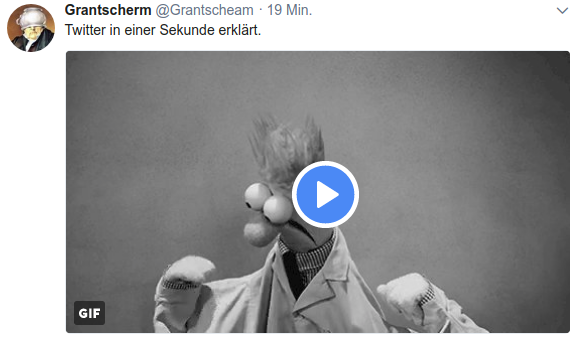 Grantscherm @Grantscheam · 19 Min.
Twitter in einer Sekunde erklärt.
GIF